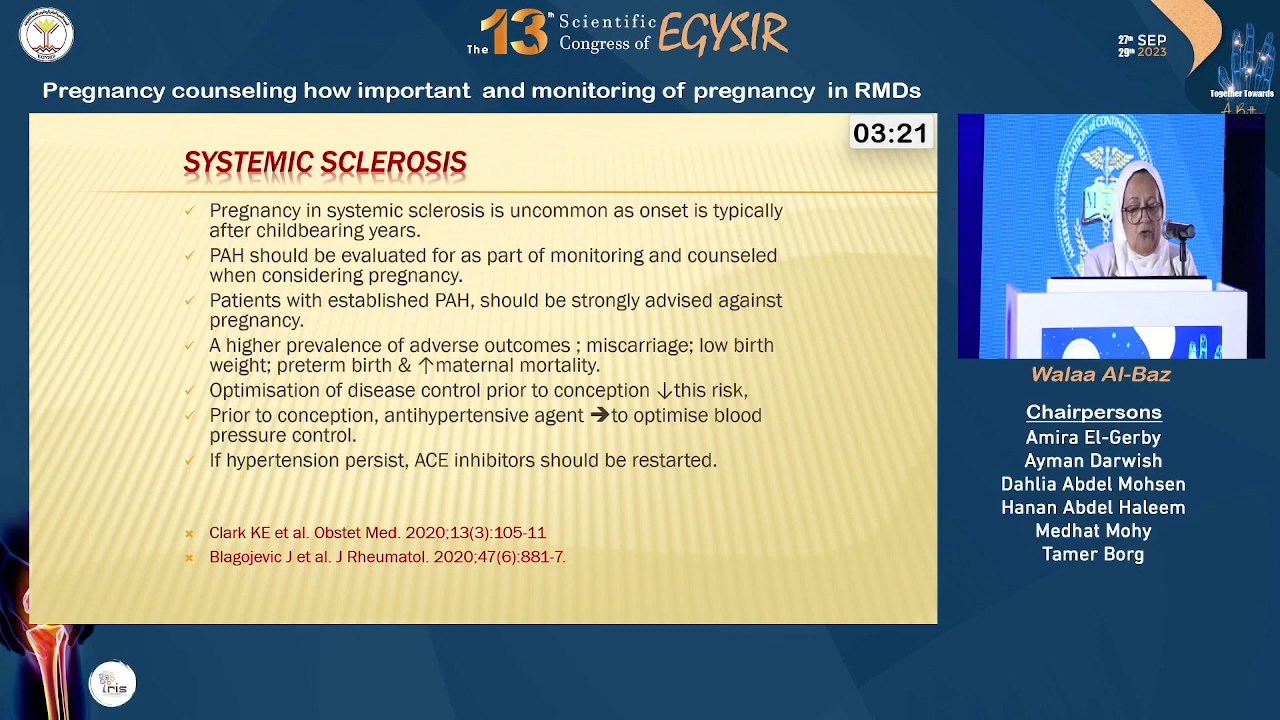 The 13th Scientific
Congress of EGYSIR
27th SEP
29th 2023
Together Towards
EGYSIR
Pregnancy counseling how important and monitoring of pregnancy in RMDs
03:21
SYSTEMIC SCLEROSIS
✓ Pregnancy in systemic sclerosis is uncommon as onset is typically
after childbearing years.
✓ PAH should be evaluated for as part of monitoring and counseled
when considering pregnancy.
✓ Patients with established PAH, should be strongly advised against
pregnancy.
✓ A higher prevalence of adverse outcomes ; miscarriage; low birth
weight; preterm birth & ↑maternal mortality.
✓ Optimisation of disease control prior to conception ↓this risk,
✓ Prior to conception, antihypertensive agent ➔to optimise blood
pressure control.
✓ If hypertension persist, ACE inhibitors should be restarted.
Clark KE et al. Obstet Med. 2020;13(3):105-11
Blagojevic J et al. J Rheumatol. 2020;47(6):881-7.
Walaa Al-Baz
Chairpersons
Amira El-Gerby
Ayman Darwish
Dahlia Abdel Mohsen
Hanan Abdel Haleem
Medhat Mohy
Tamer Borg
iris